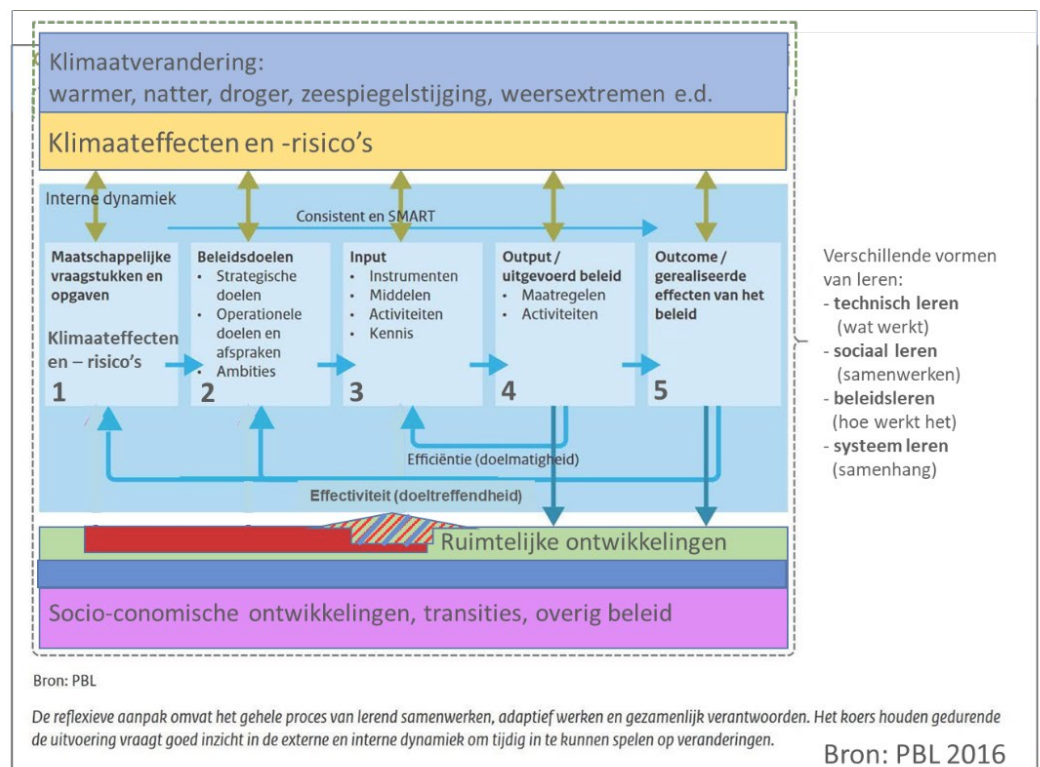 Klimaatverandering:
warmer, natter, droger, zeespiegelstijging, weersextremen e.d.
Klimaateffecten en -risico's
Interne dynamiek
Consistent en SMART
Maatschappelijke
vraagstukken en
opgaven
Klimaateffecten
en – risico's
1
Beleidsdoelen
• Strategische
doelen
• Operationele
doelen en
afspraken
• Ambities
2
Input
• Instrumenten
• Middelen
• Activiteiten
• Kennis
3
Output /
uitgevoerd beleid
• Maatregelen
• Activiteiten
4
Outcome /
gerealiseerde
effecten van het
beleid
5
Efficiëntie (doelmatigheid)
Effectiviteit (doeltreffendheid)
Ruimtelijke ontwikkelingen
Socio-conomische ontwikkelingen, transities, overig beleid
Verschillende vormen
van leren:
- technisch leren
(wat werkt)
- sociaal leren
(samenwerken)
- beleidsleren
(hoe werkt het)
- systeem leren
(samenhang)
Bron: PBL
De reflexieve aanpak omvat het gehele proces van lerend samenwerken, adaptief werken en gezamenlijk verantwoorden. Het koers houden gedurende
de uitvoering vraagt goed inzicht in de externe en interne dynamiek om tijdig in te kunnen spelen op veranderingen.
Bron: PBL 2016